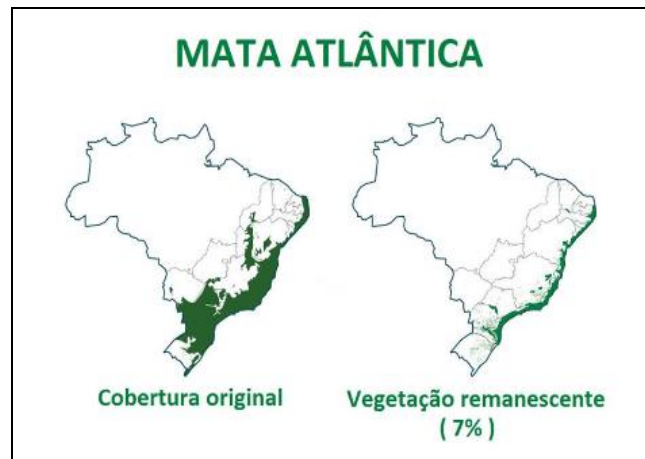 MATA ATLÂNTICA
Cobertura original
Vegetação remanescente
( 7% )